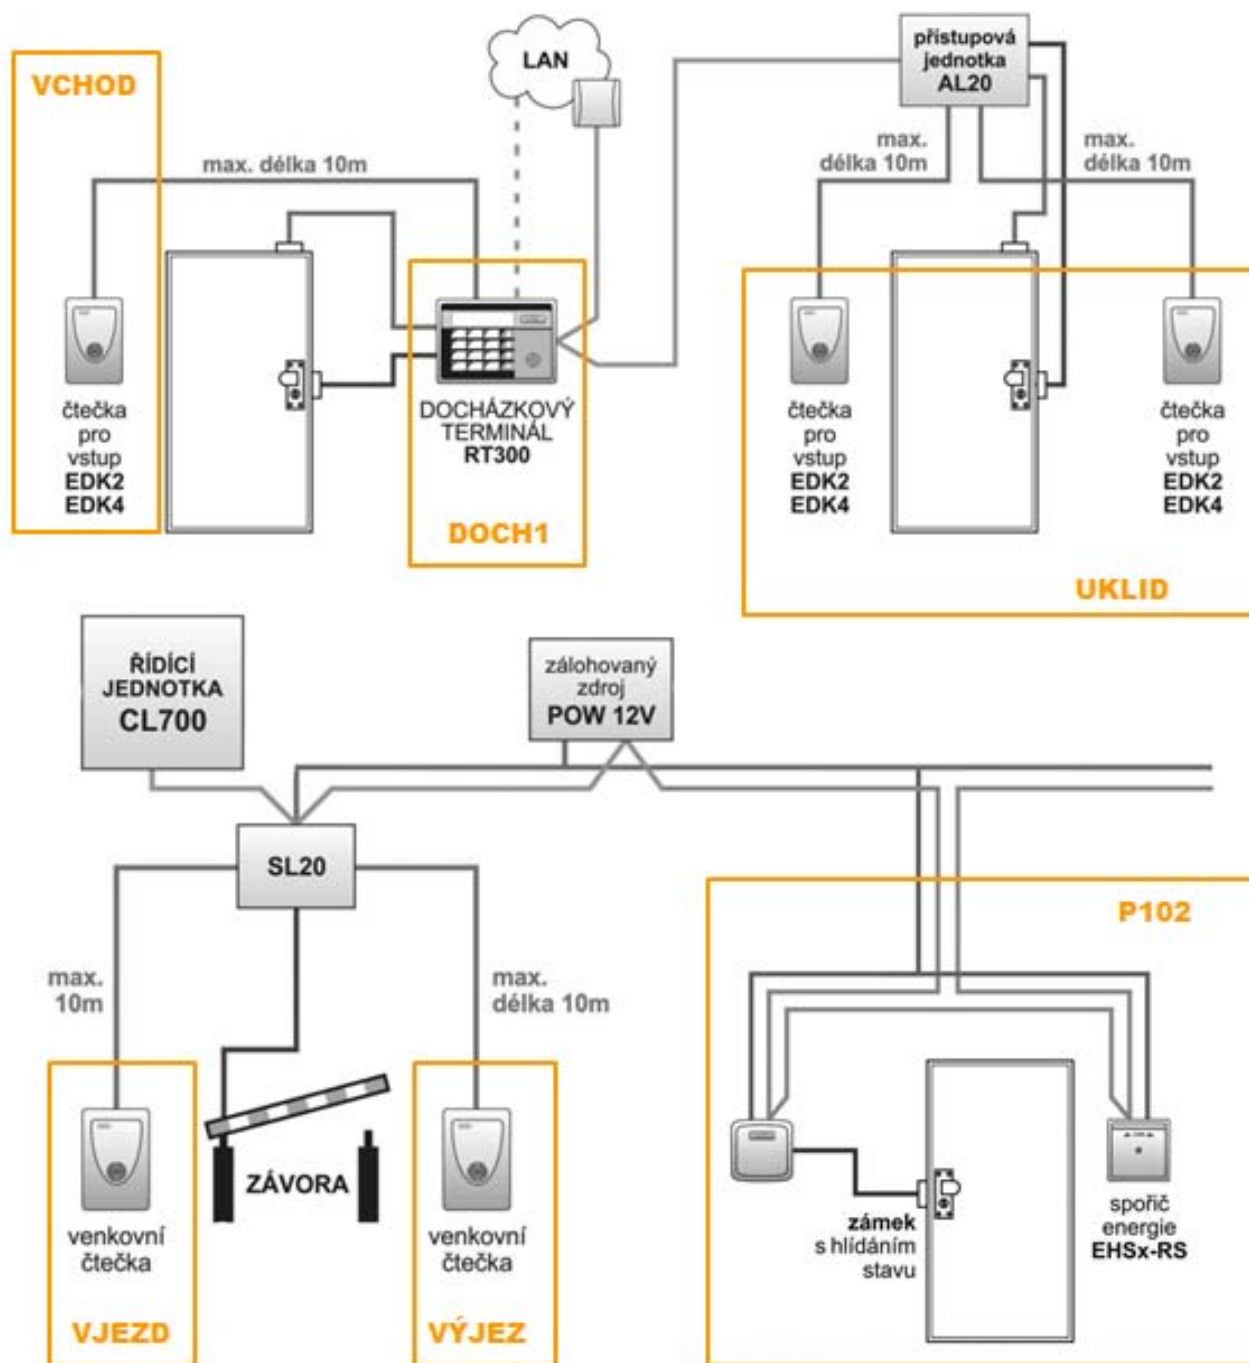 VCHOD
LAN
přístupová
jednotka
AL20
max. délka 10m
max.
délka 10m
max.
délka 10m
čtečka
pro
vstup
EDK2
EDK4
DOCHÁZKOVÝ
TERMINÁL
RT300
DOCH1
čtečka
pro
vstup
EDK2
EDK4
čtečka
pro
vstup
EDK2
EDK4
UKLID
ŘÍDÍCÍ
JEDNOTKA
CL700
zálohovaný
zdroj
POW 12V
SL20
P102
max.
10m
max.
délka 10m
ZÁVORA
venkovní
čtečka
VJEZD
venkovní
čtečka
VÝJEZ
zámek
s hlídáním
stavu
spořič
energie
EHSx-RS